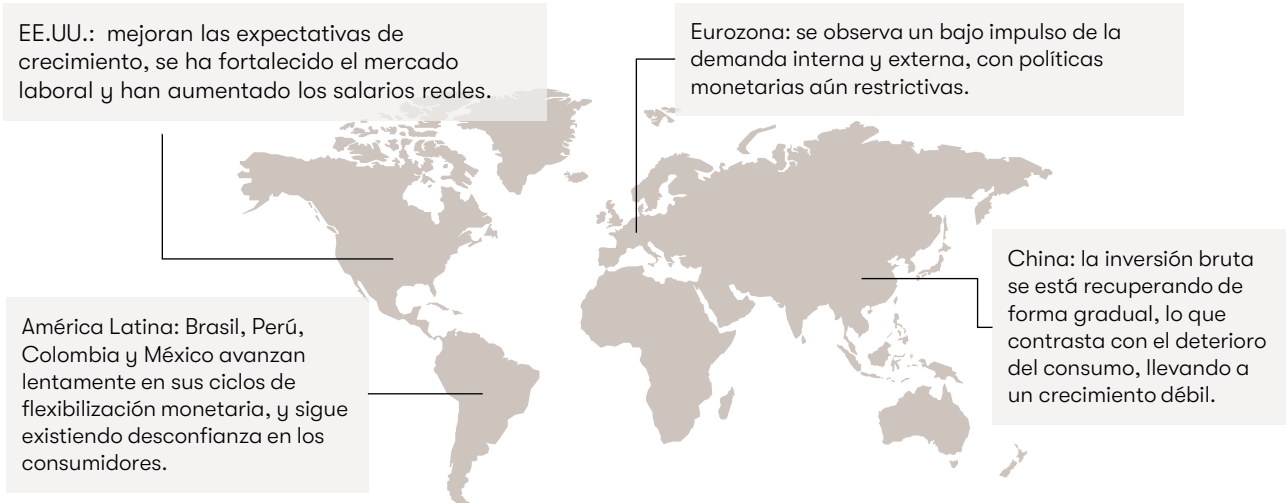 EE.UU.: mejoran las expectativas de
crecimiento, se ha fortalecido el mercado
laboral y han aumentado los salarios reales.
Eurozona: se observa un bajo impulso de la
demanda interna y externa, con políticas
monetarias aún restrictivas.
China: la inversión bruta
se está recuperando de
forma gradual, lo que
contrasta con el deterioro
del consumo, llevando a
un crecimiento débil.
América Latina: Brasil, Perú,
Colombia y México avanzan
lentamente en sus ciclos de
flexibilización monetaria, y sigue
existiendo desconfianza en los
consumidores.